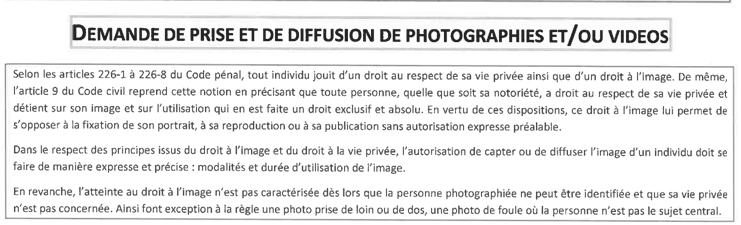 DEMANDE DE PRISE ET DE DIFFUSION DE PHOTOGRAPHIES ET/OU VIDEOS
Selon les articles 226-1 à 226-8 du Code pénal, tout individu jouit d'un droit au respect de sa vie privée ainsi que d'un droit à l'image. De même,
l'article 9 du Code civil reprend cette notion en précisant que toute personne, quelle que soit sa notoriété, a droit au respect de sa vie privée et
détient sur son image et sur l'utilisation qui en est faite un droit exclusif et absolu. En vertu de ces dispositions, ce droit à l'image lui permet de
s'opposer à la fixation de son portrait, à sa reproduction ou à sa publication sans autorisation expresse préalable.
Dans le respect des principes issus du droit à l'image et du droit à la vie privée, l'autorisation de capter ou de diffuser l'image d'un individu doit se
faire de manière expresse et précise : modalités et durée d'utilisation de l'image.
En revanche, l'atteinte au droit à l'image n'est pas caractérisée dès lors que la personne photographiée ne peut être identifiée et que sa vie privée
n'est pas concernée. Ainsi font exception à la règle une photo prise de loin ou de dos, une photo de foule où la personne n'est pas le sujet central.